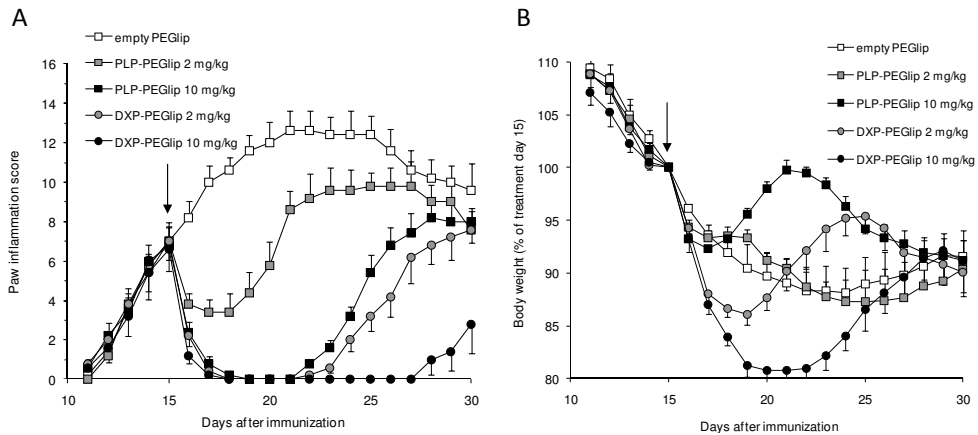 A
empty PEGlip
PLP-PEGlip 2 mg/kg
PLP-PEGlip 10 mg/kg
DXP-PEGlip 2 mg/kg
DXP-PEGlip 10 mg/kg
Paw inflammation score
16
14
12
10
8
6
4
2
0
10 15 20 25 30
Days after immunization
B
empty PEGlip
PLP-PEGlip 2 mg/kg
PLP-PEGlip 10 mg/kg
DXP-PEGlip 2 mg/kg
DXP-PEGlip 10 mg/kg
Body weight (% of treatment day 15)
110
105
100
95
90
85
80
10 15 20 25 30
Days after immunization